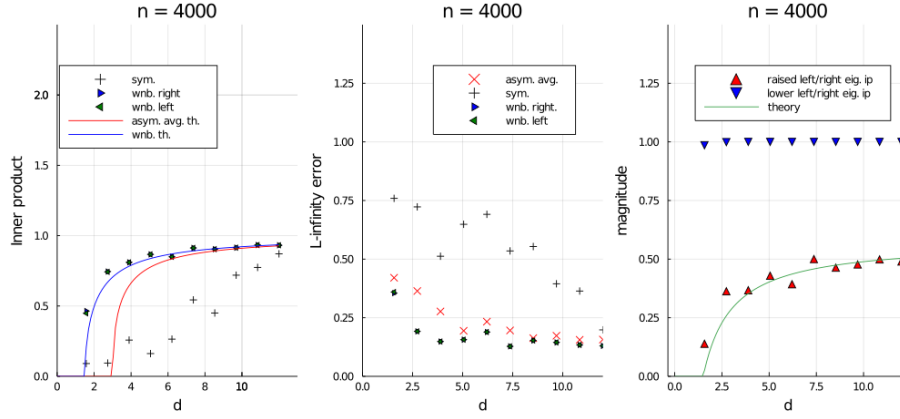 n = 4000
Inner product
2.0
1.5
1.0
0.5
0.0
sym.
wnb. right
wnb. left
asym. avg. th.
wnb. th.
0 2 4 6 8 10
d
n = 4000
L-infinity error
1.25
1.00
0.75
0.50
0.25
0.00
asym. avg.
sym.
wnb. right.
wnb. left
0.0 2.5 5.0 7.5 10.0
d
n = 4000
magnitude
1.25
1.00
0.75
0.50
0.25
0.00
raised left/right eig. ip
lower left/right eig. ip
theory
0.0 2.5 5.0 7.5 10.0
d